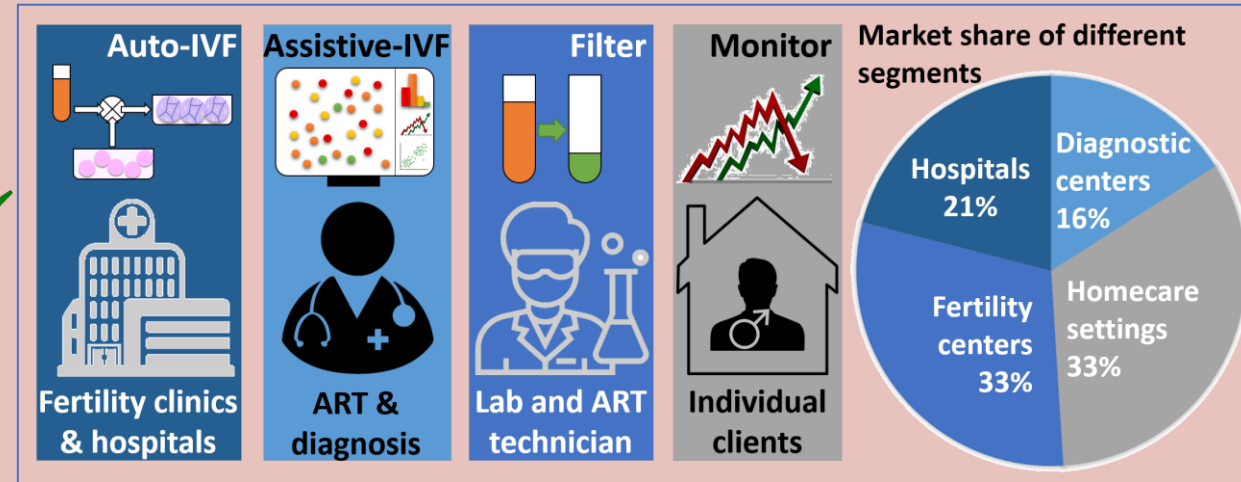 Auto-IVF
Fertility clinics
& hospitals
Assistive-IVF
ART &
diagnosis
Filter
Lab and ART
technician
Monitor
Individual
clients
Market share of different
segments
Hospitals
21%
Diagnostic
centers
16%
Fertility
centers
33%
Homecare
settings
33%